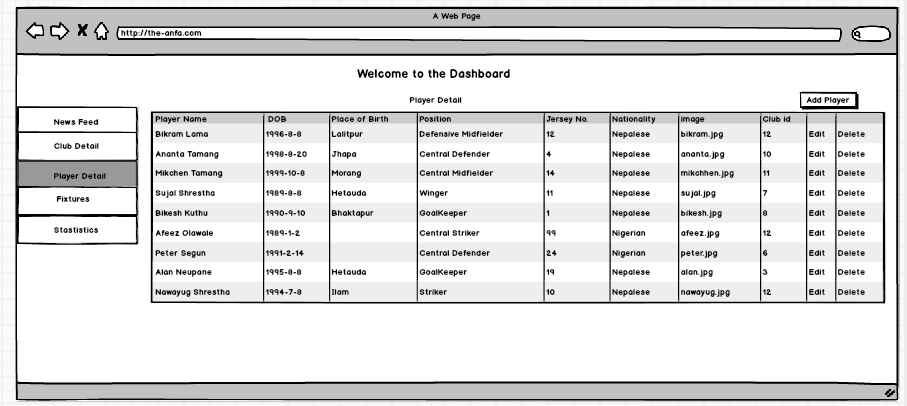 A Web Page
http://the-anfa.com
Welcome to the Dashboard
Player Detail
Add Player
News Feed
Club Detail
Player Detail
Fixtures
Stastistics
Player Name DOB Place of Birth Position Jersey No. Nationality image Club id
Bikram Lama 1996-8-8 Lalitpur Defensive Midfielder 12 Nepalese bikram.jpg 12 Edit Delete
Ananta Tamang 1998-8-20 Jhapa Central Defender 4 Nepalese ananta.jpg 10 Edit Delete
Mikchen Tamang 1999-10-8 Morang Central Midfielder 14 Nepalese mikchhen.jpg 11 Edit Delete
Sujal Shrestha 1989-8-8 Hetauda Winger 11 Nepalese sujal.jpg 7 Edit Delete
Bikesh Kuthu 1990-9-10 Bhaktapur GoalKeeper 1 Nepalese bikesh.jpg 8 Edit Delete
Afeez Olawale 1989-1-2 Central Striker 99 Nigerian afeez.jpg 12 Edit Delete
Peter Segun 1991-2-14 Central Defender 24 Nigerian peter.jpg 6 Edit Delete
Alan Neupane 1995-8-8 Hetauda GoalKeeper 19 Nepalese alan.jpg 3 Edit Delete
Nawayug Shrestha 1994-7-8 Ilam Striker 10 Nepalese nawayug.jpg 12 Edit Delete